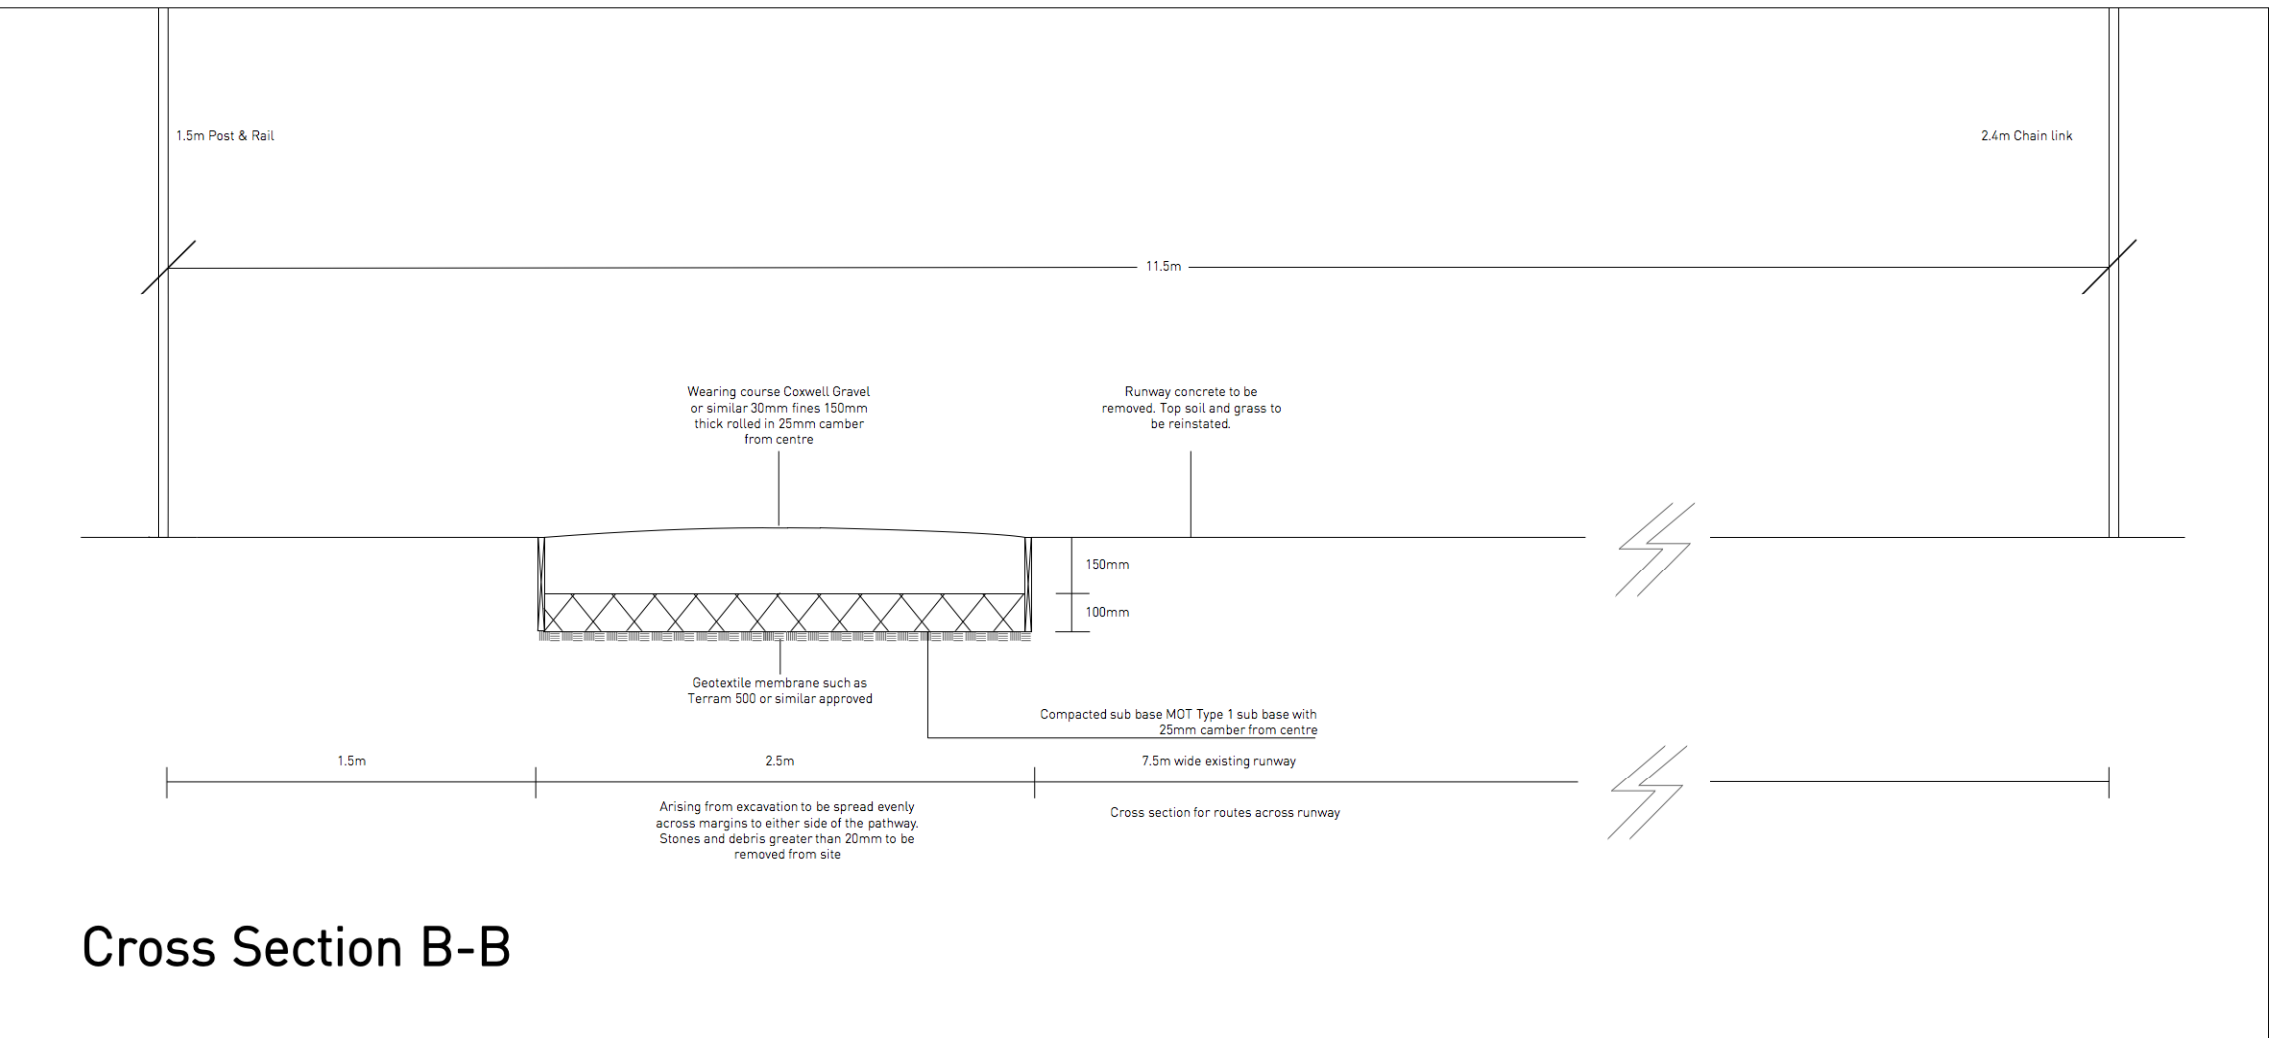 1.5m Post & Rail
2.4m Chain link
11.5m
Wearing course Coxwell Gravel
or similar 30mm fines 150mm
thick rolled in 25mm camber
from centre
Runway concrete to be
removed. Top soil and grass to
be reinstated.
150mm
100mm
Geotextile membrane such as
Terram 500 or similar approved
Compacted sub base MOT Type 1 sub base with
25mm camber from centre
1.5m
2.5m
7.5m wide existing runway
Arising from excavation to be spread evenly
across margins to either side of the pathway.
Stones and debris greater than 20mm to be
removed from site
Cross section for routes across runway
Cross Section B-B